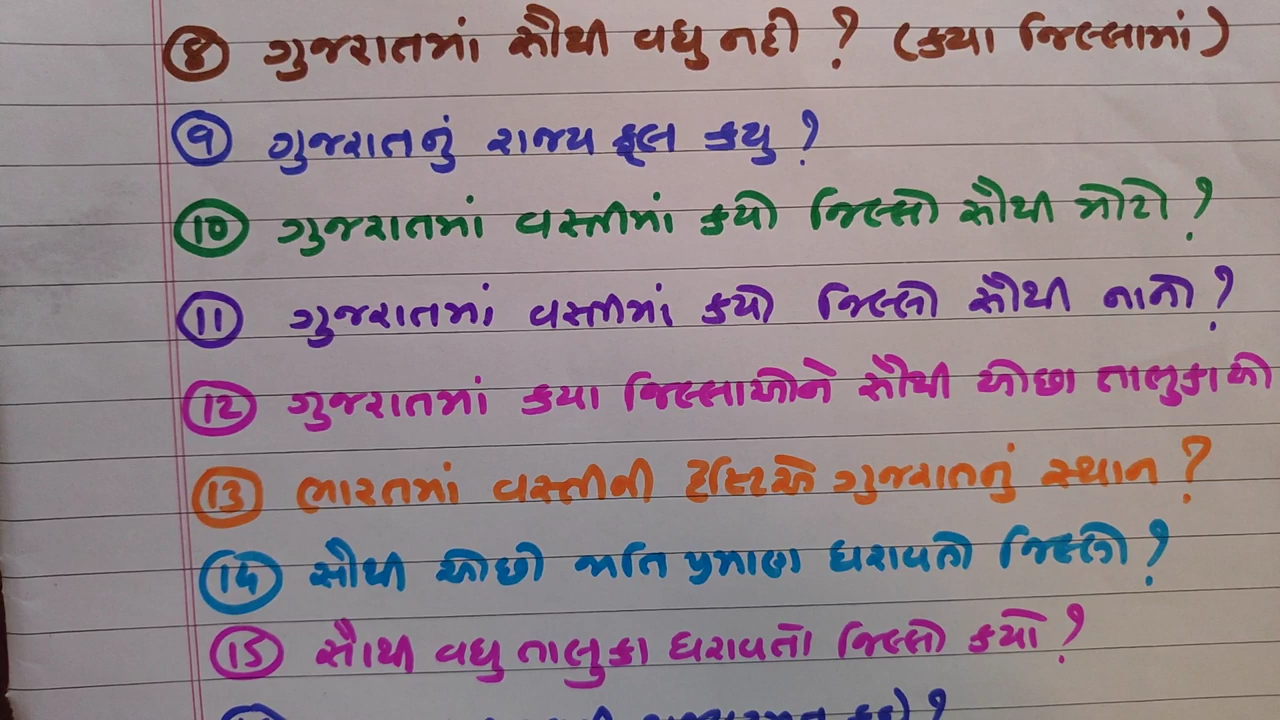 (8) ગુજરાતમાં સૌથી વધુ નદી ? (કયા જિલ્લામાં)
(9) ગુજરાતનું રાજ્ય ફૂલ કયુ ?
(10) ગુજરાતમાં વસ્તીમાં કયો જિલ્લો સૌથી મોટો ?
(11) ગુજરાતમાં વસ્તીમાં કયો જિલ્લો સૌથી નાનો ?
(12) ગુજરાતમાં કયા જિલ્લાઓને સૌથી ઓછા તાલુકાઓ
(13) ભારતમાં વસ્તીની દ્રષ્ટિએ ગુજરાતનું સ્થાન ?
(14) સૌથી ઓછો જાતિ પ્રમાણ ધરાવતો જિલ્લો ?
(15) સૌથી વધુ તાલુકા ધરાવતો જિલ્લો કયો ?